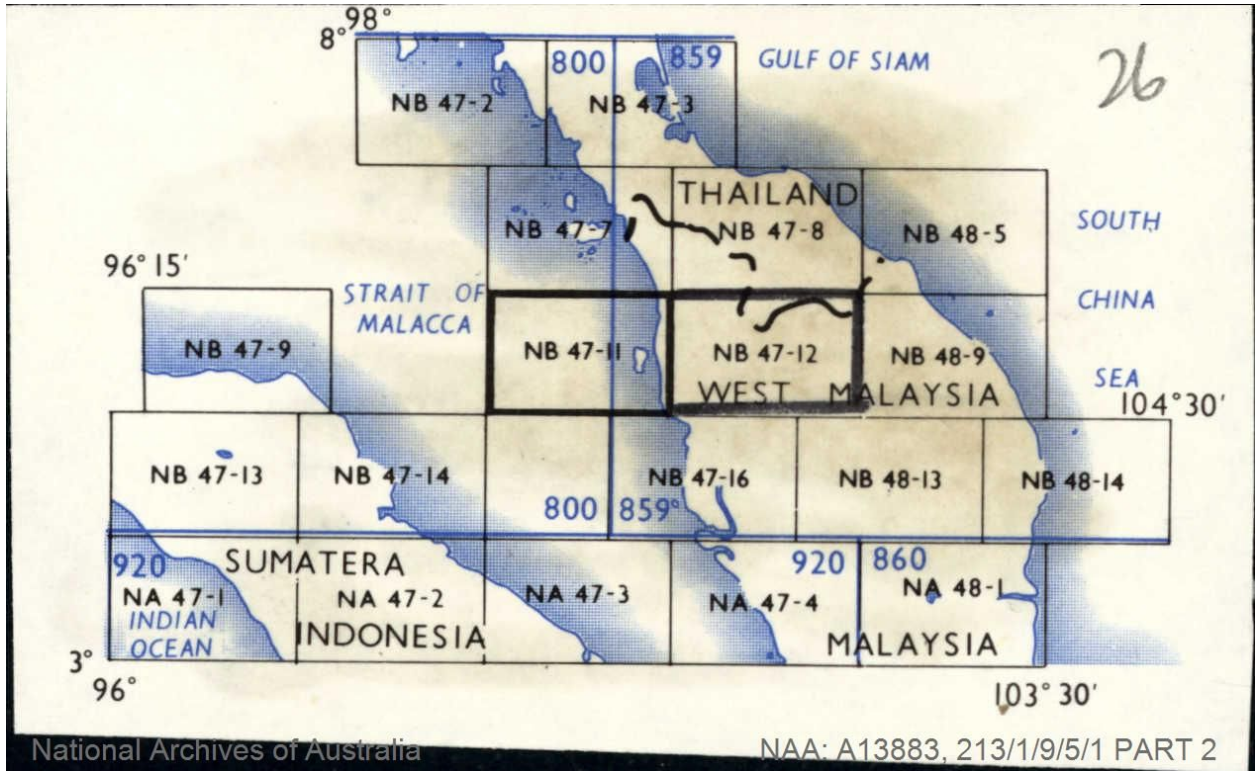 98°
8°
800
859
GULF OF SIAM
26
NB 47-2
NB 47-3
THAILAND
NB 47-7
NB 47-8
NB 48-5
SOUTH
96° 15'
STRAIT OF
MALACCA
CHINA
NB 47-9
NB 47-11
NB 47-12
NB 48-9
SEA
WEST MALAYSIA
104° 30'
NB 47-13
NB 47-14
NB 47-16
NB 48-13
NB 48-14
800
859°
920
SUMATERA
920
860
NA 47-1
NA 47-2
NA 47-3
NA 47-4
NA 48-1
INDIAN
OCEAN
INDONESIA
MALAYSIA
3°
96°
103° 30'
National Archives of Australia
NAA: A13883, 213/1/9/5/1 PART 2